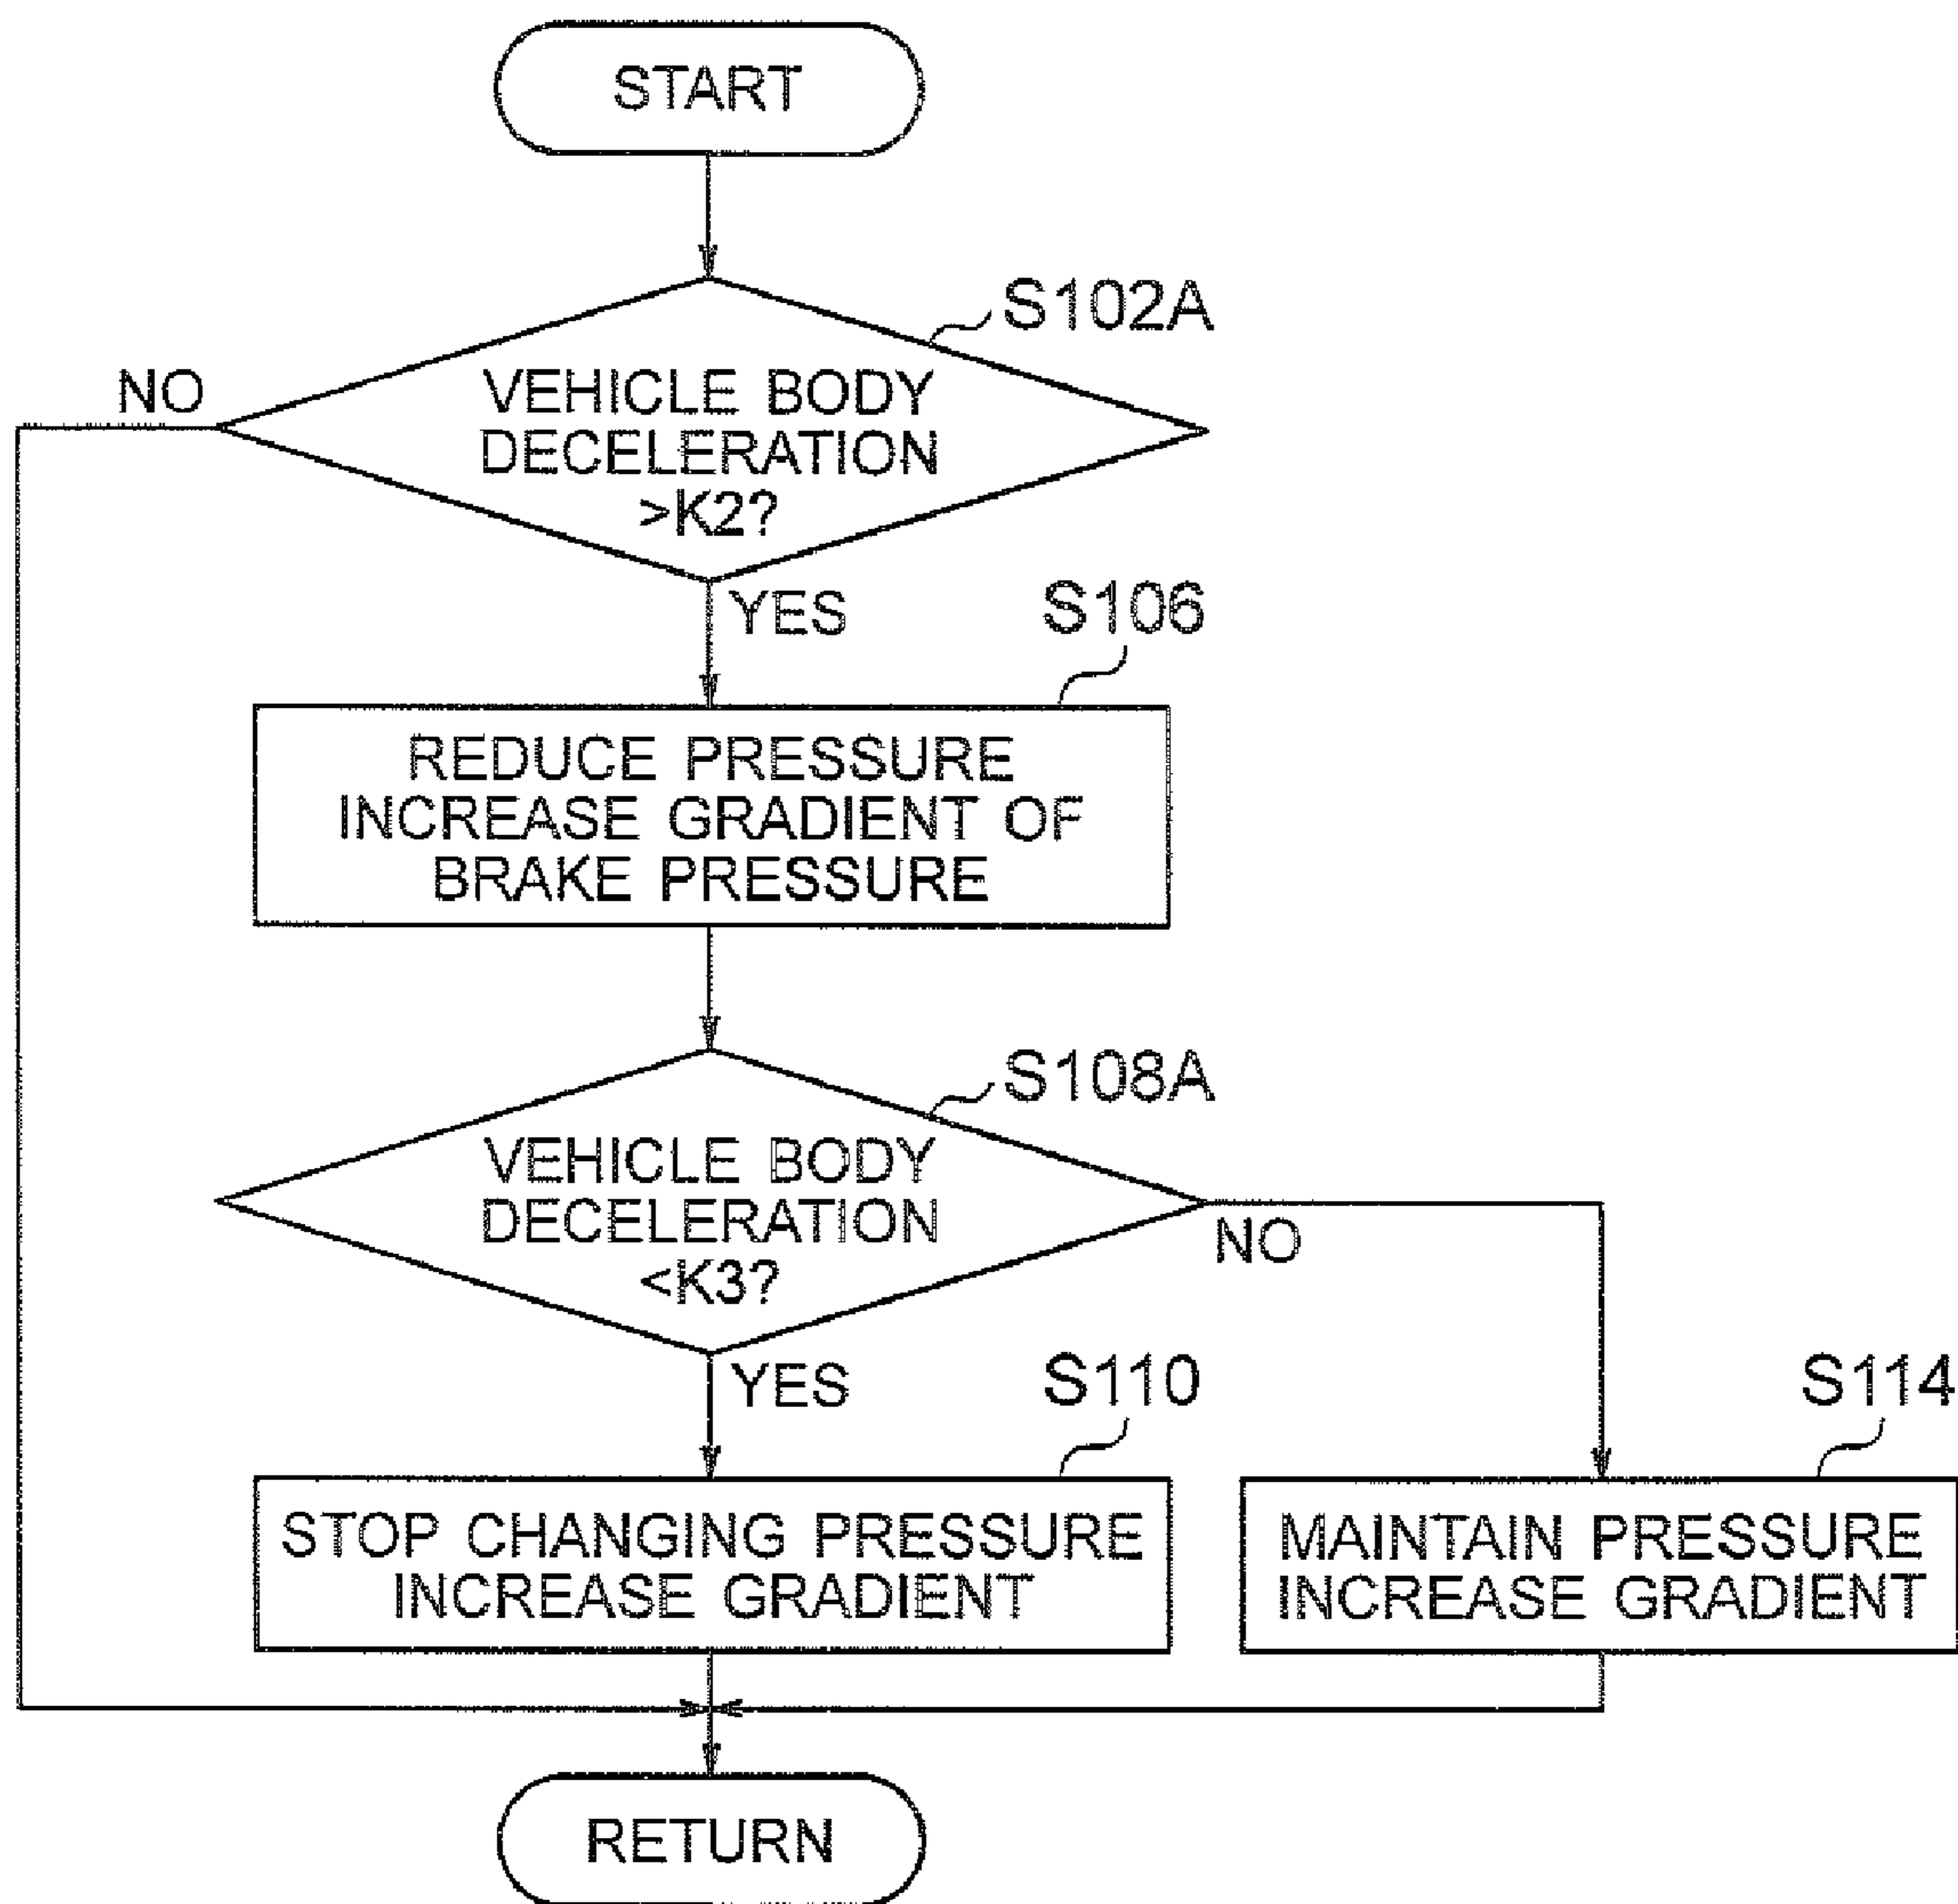 START
S102A
NO
VEHICLE BODY
DECELERATION
>K2?
YES
S106
REDUCE PRESSURE
INCREASE GRADIENT OF
BRAKE PRESSURE
S108A
VEHICLE BODY
DECELERATION
<K3?
NO
YES
S110
S114
STOP CHANGING PRESSURE
INCREASE GRADIENT
MAINTAIN PRESSURE
INCREASE GRADIENT
RETURN